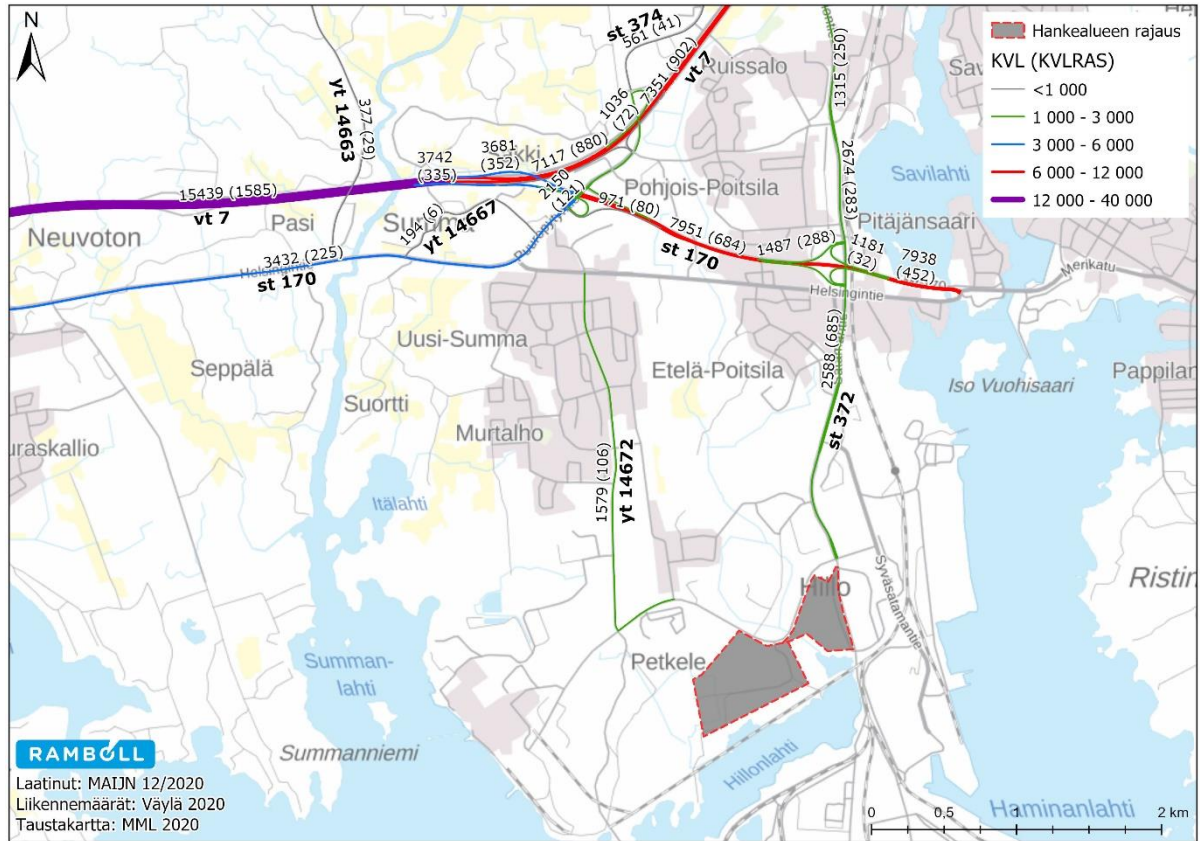 N
st 374
561 (41)
Ruissalo
vt 7
7351 (902)
1036
(72)
yt 14663
377 (29)
3681
(352)
3742
(335)
7117 (880)
15439 (1585)
vt 7
Neuvoton
Pasi
194 (6)
yt 14667
2150
(121)
Pohjois-Poitsila
971 (80)
7951 (684)
st 170
1487 (288)
1181
(32)
7938
(452)
1315 (250)
2674 (283)
Savilahti
Pitäjänsaari
Merikatu
3432 (225)
st 170
Helsingintie
Uusi-Summa
Seppälä
Suortti
Murtalho
Etelä-Poitsila
2588 (685)
st 372
Iso Vuohisaari
Pappilan
uraskallio
Itälahti
1579 (106)
yt 14672
Hillo
Syväsatamantie
Ristin
Petkele
Summan-
lahti
Summanniemi
Hillonlahti
Haminanlahti
Hankealueen rajaus
KVL (KVLRAS)
<1 000
1 000 - 3 000
3 000 - 6 000
6 000 - 12 000
12 000 - 40 000
RAMBOLL
Laatinut: MAIJN 12/2020
Liikennemäärät: Väylä 2020
Taustakartta: MML 2020
0 0,5 1 2 km